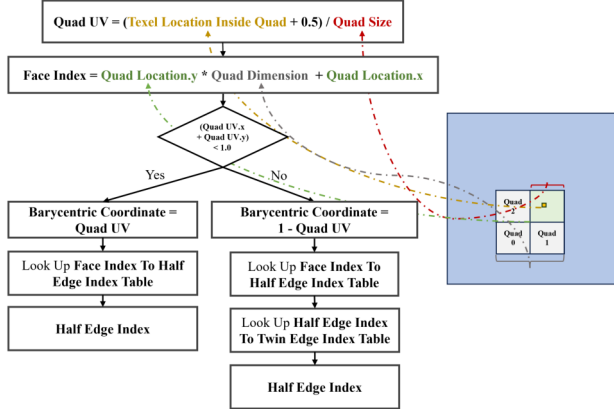 Quad UV = (Texel Location Inside Quad + 0.5) / Quad Size
Face Index = Quad Location.y * Quad Dimension + Quad Location.x
(Quad UV.x
+ Quad UV.y)
< 1.0
Yes
No
Barycentric Coordinate =
Quad UV
Barycentric Coordinate =
1 - Quad UV
Look Up Face Index To Half
Edge Index Table
Look Up Face Index To
Half Edge Index Table
Half Edge Index
Look Up Half Edge Index
To Twin Edge Index Table
Half Edge Index
Quad
2
Quad
0
Quad
1